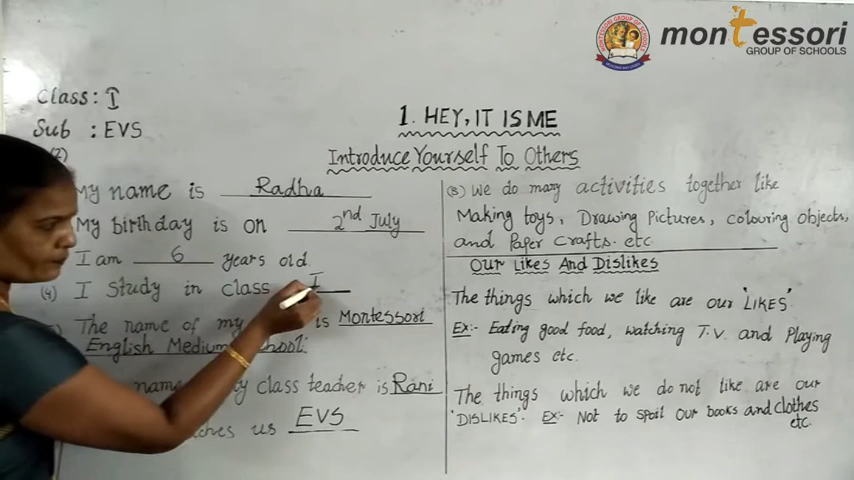 montessori
GROUP OF SCHOOLS
Class: I
Sub : EVS
1. HEY, IT IS ME
Introduce Yourself To Others
(2)
My name is Radha
My birthday is on 2nd July
I am 6 years old.
(4) I Study in class I
The name of my is Montessori
English Medium School.
name class teacher is Rani
us EVS
(8) We do many activities together like
Making toys, Drawing Pictures, colouring objects,
and Paper Crafts. etc
Our Likes And Dislikes
The things which we like are our 'LIKES'
Ex:- Eating good food, watching T.V. and Playing
games etc.
The things which we do not like are our
'DISLIKES'. Ex:- Not to spoil our books and clothes
etc.